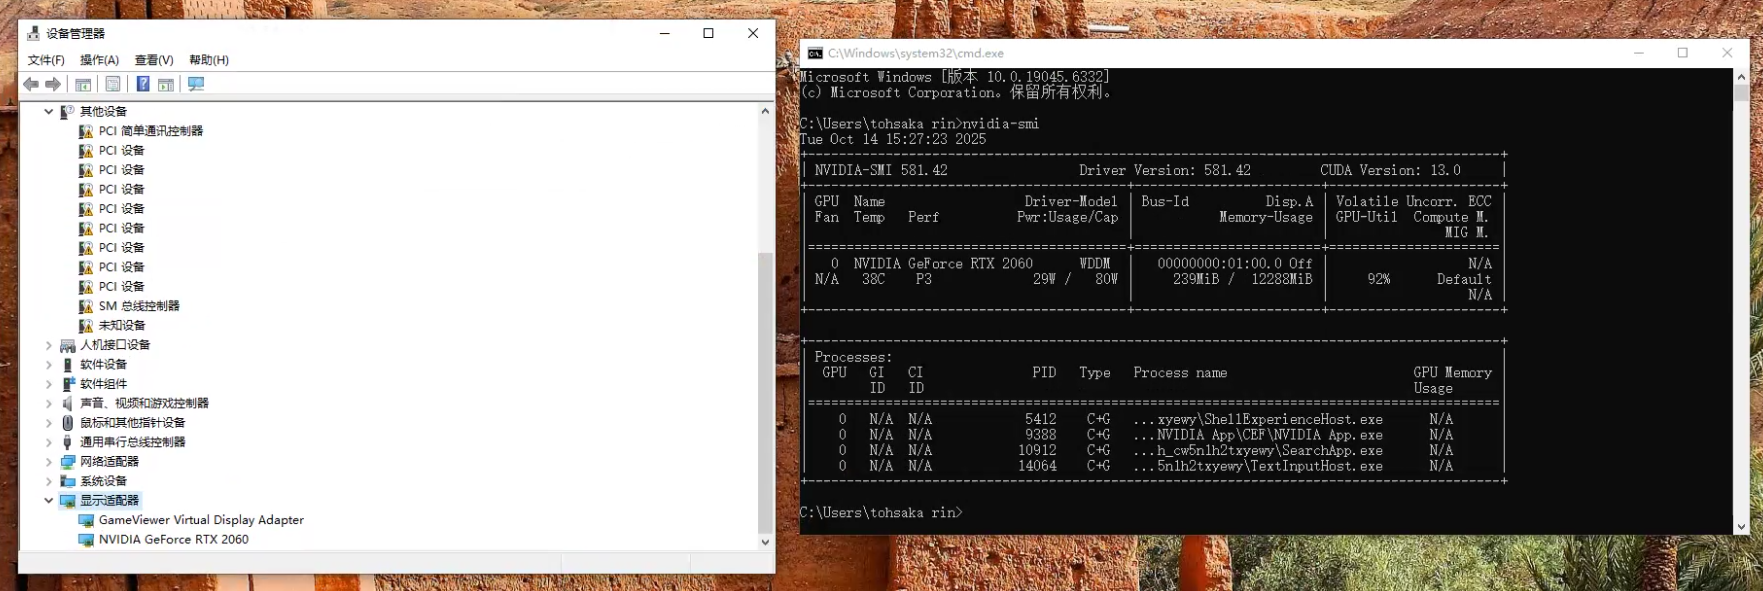 设备管理器
文件(F) 操作(A) 查看(V) 帮助(H)
其他设备
PCI 简单通讯控制器
PCI 设备
PCI 设备
PCI 设备
PCI 设备
PCI 设备
PCI 设备
PCI 设备
PCI 设备
SM 总线控制器
未知设备
人机接口设备
软件设备
软件组件
声音、视频和游戏控制器
鼠标和其他指针设备
通用串行总线控制器
网络适配器
系统设备
显示适配器
GameViewer Virtual Display Adapter
NVIDIA GeForce RTX 2060
C:\Windows\system32\cmd.exe
Microsoft Windows [版本 10.0.19045.6332]
(c) Microsoft Corporation。保留所有权利。
C:\Users\tohsaka rin>nvidia-smi
Tue Oct 14 15:27:23 2025
NVIDIA-SMI 581.42 Driver Version: 581.42 CUDA Version: 13.0
GPU Name Driver-Model Bus-Id Disp.A Volatile Uncorr. ECC
Fan Temp Perf Pwr:Usage/Cap Memory-Usage GPU-Util Compute M.
MIG M.
0 NVIDIA GeForce RTX 2060 WDDM 00000000:01:00.0 Off N/A
N/A 38C P3 29W / 80W 239MiB / 12288MiB 92% Default
N/A
Processes:
GPU GI CI PID Type Process name GPU Memory
ID ID Usage
0 N/A N/A 5412 C+G ...xyewy\ShellExperienceHost.exe N/A
0 N/A N/A 9388 C+G ...NVIDIA App\CEF\NVIDIA App.exe N/A
0 N/A N/A 10912 C+G ...h_cw5n1h2txyewy\SearchApp.exe N/A
0 N/A N/A 14064 C+G ...5n1h2txyewy\TextInputHost.exe N/A
C:\Users\tohsaka rin>